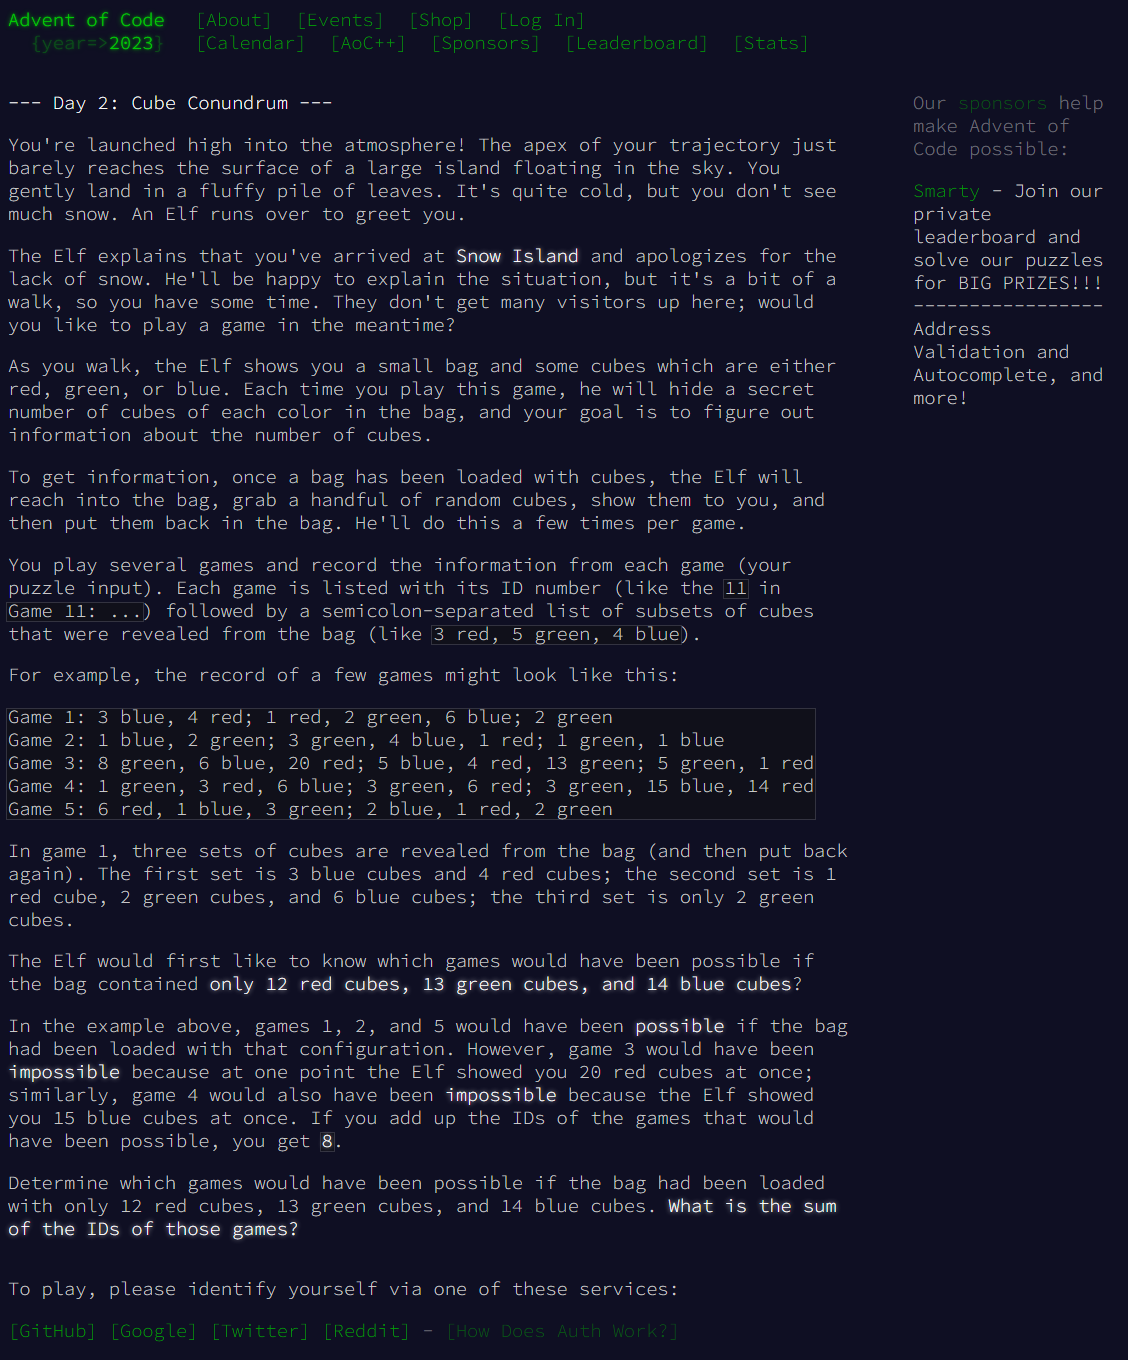 Advent of Code [About] [Events] [Shop] [Log In]
{year=>2023} [Calendar] [AoC++] [Sponsors] [Leaderboard] [Stats]
--- Day 2: Cube Conundrum ---
You're launched high into the atmosphere! The apex of your trajectory just
barely reaches the surface of a large island floating in the sky. You
gently land in a fluffy pile of leaves. It's quite cold, but you don't see
much snow. An Elf runs over to greet you.
The Elf explains that you've arrived at Snow Island and apologizes for the
lack of snow. He'll be happy to explain the situation, but it's a bit of a
walk, so you have some time. They don't get many visitors up here; would
you like to play a game in the meantime?
As you walk, the Elf shows you a small bag and some cubes which are either
red, green, or blue. Each time you play this game, he will hide a secret
number of cubes of each color in the bag, and your goal is to figure out
information about the number of cubes.
To get information, once a bag has been loaded with cubes, the Elf will
reach into the bag, grab a handful of random cubes, show them to you, and
then put them back in the bag. He'll do this a few times per game.
You play several games and record the information from each game (your
puzzle input). Each game is listed with its ID number (like the 11 in
Game 11: ...) followed by a semicolon-separated list of subsets of cubes
that were revealed from the bag (like 3 red, 5 green, 4 blue).
For example, the record of a few games might look like this:
Game 1: 3 blue, 4 red; 1 red, 2 green, 6 blue; 2 green
Game 2: 1 blue, 2 green; 3 green, 4 blue, 1 red; 1 green, 1 blue
Game 3: 8 green, 6 blue, 20 red; 5 blue, 4 red, 13 green; 5 green, 1 red
Game 4: 1 green, 3 red, 6 blue; 3 green, 6 red; 3 green, 15 blue, 14 red
Game 5: 6 red, 1 blue, 3 green; 2 blue, 1 red, 2 green
In game 1, three sets of cubes are revealed from the bag (and then put back
again). The first set is 3 blue cubes and 4 red cubes; the second set is 1
red cube, 2 green cubes, and 6 blue cubes; the third set is only 2 green
cubes.
The Elf would first like to know which games would have been possible if
the bag contained only 12 red cubes, 13 green cubes, and 14 blue cubes?
In the example above, games 1, 2, and 5 would have been possible if the bag
had been loaded with that configuration. However, game 3 would have been
impossible because at one point the Elf showed you 20 red cubes at once;
similarly, game 4 would also have been impossible because the Elf showed
you 15 blue cubes at once. If you add up the IDs of the games that would
have been possible, you get 8.
Determine which games would have been possible if the bag had been loaded
with only 12 red cubes, 13 green cubes, and 14 blue cubes. What is the sum
of the IDs of those games?
To play, please identify yourself via one of these services:
[GitHub] [Google] [Twitter] [Reddit] - [How Does Auth Work?]
Our sponsors help
make Advent of
Code possible:
Smarty - Join our
private
leaderboard and
solve our puzzles
for BIG PRIZES!!!
-----------------
Address
Validation and
Autocomplete, and
more!